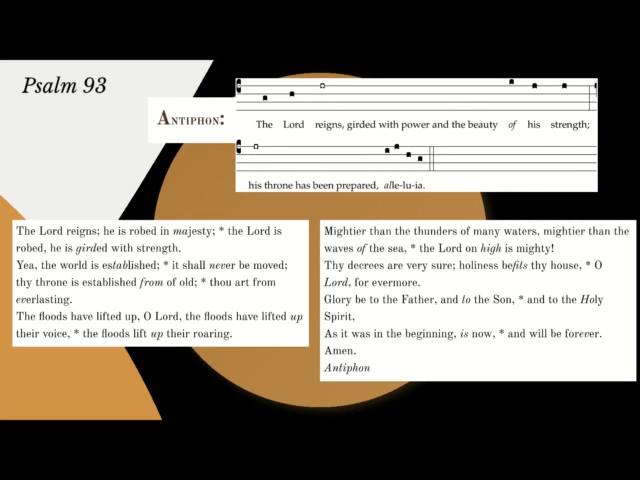 Psalm 93
ANTIPHON:
The Lord reigns, girded with power and the beauty of his strength;
his throne has been prepared, alle-lu-ia.
The Lord reigns; he is robed in majesty; * the Lord is
robed, he is girded with strength.
Yea, the world is established; * it shall never be moved;
thy throne is established from of old; * thou art from
everlasting.
The floods have lifted up, O Lord, the floods have lifted up
their voice, * the floods lift up their roaring.
Mightier than the thunders of many waters, mightier than the
waves of the sea, * the Lord on high is mighty!
Thy decrees are very sure; holiness befits thy house, * O
Lord, for evermore.
Glory be to the Father, and to the Son, * and to the Holy
Spirit,
As it was in the beginning, is now, * and will be forever.
Amen.
Antiphon